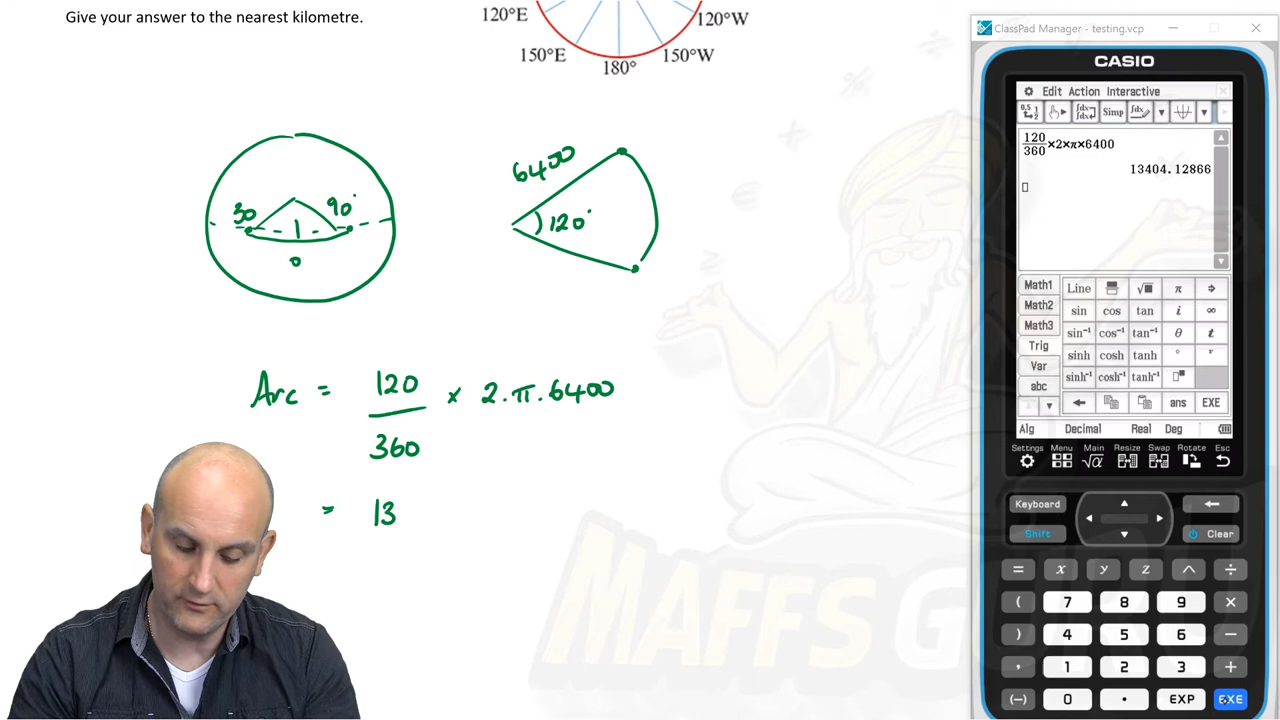 Give your answer to the nearest kilometre.
120°E
120°W
150°E
150°W
180°
30
90°
0
6400
120°
Arc = 120/360 × 2.π.6400
= 13
MAFFS GURU
ClassPad Manager - testing.vcp
CASIO
Edit Action Interactive
Simp
120/360×2×π×6400
13404.12866
Math1 Line √ π ⇒
Math2 sin cos tan i ∞
Math3 sin⁻¹ cos⁻¹ tan⁻¹ θ t
Trig sinh cosh tanh ° r
Var sinh⁻¹ cosh⁻¹ tanh⁻¹
abc
ans EXE
Alg Decimal Real Deg
Settings Menu Main Resize Swap Rotate Esc
Keyboard
Shift Clear
= x y z ^ ÷
( 7 8 9 ×
) 4 5 6 −
, 1 2 3 +
(−) 0 . EXP EXE